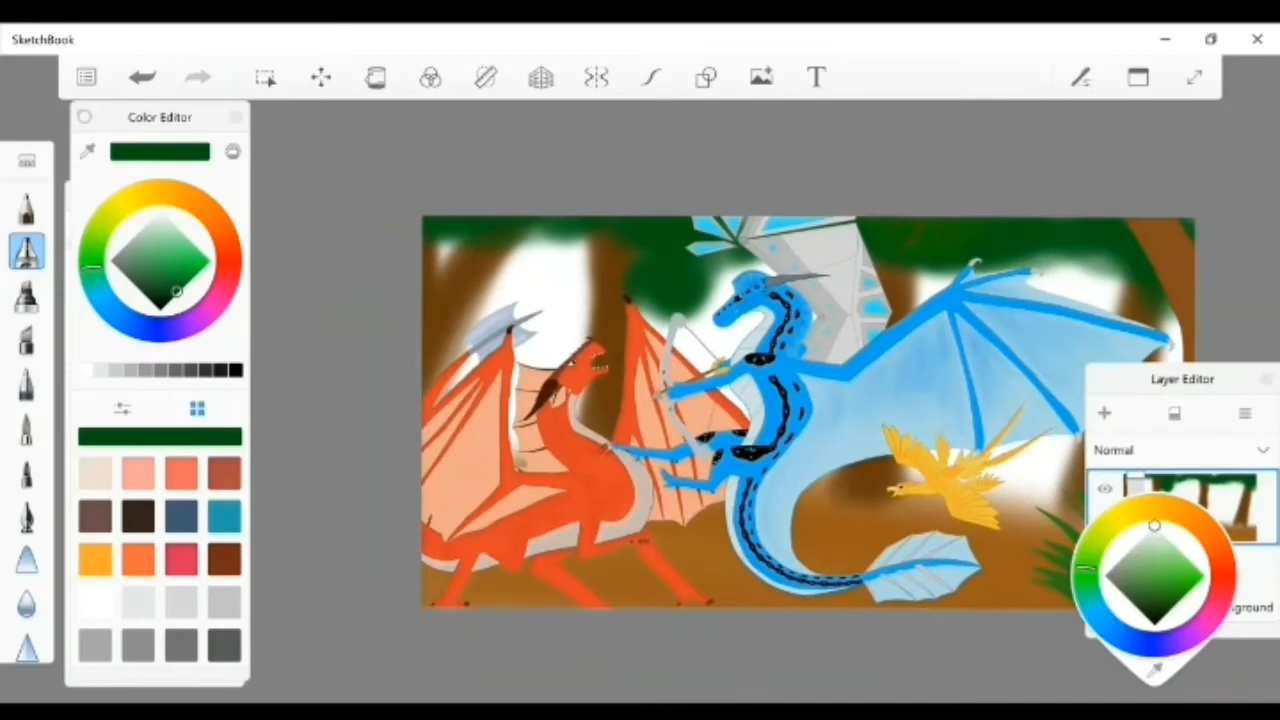 SketchBook
T
Color Editor
Layer Editor
Normal
ground